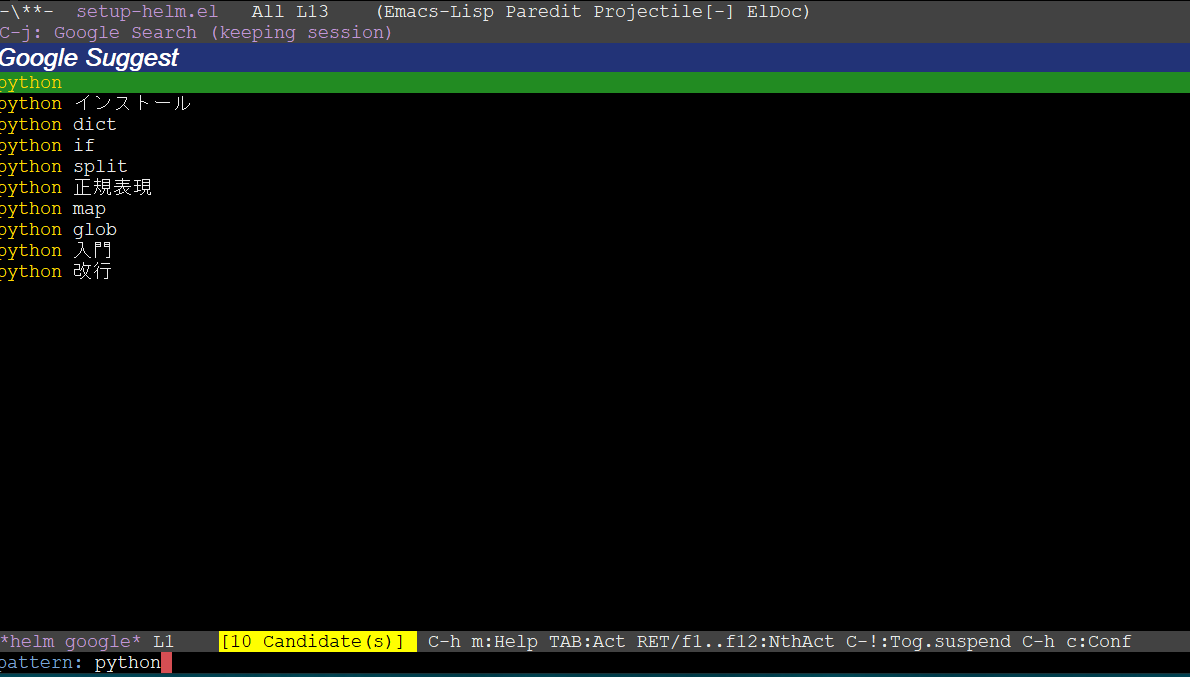 -\**-  setup-helm.el   All L13    (Emacs-Lisp Paredit Projectile[-] ElDoc)
C-j: Google Search (keeping session)
Google Suggest
python
python インストール
python dict
python if
python split
python 正規表現
python map
python glob
python 入門
python 改行
*helm google* L1    [10 Candidate(s)] C-h m:Help TAB:Act RET/f1..f12:NthAct C-!:Tog.suspend C-h c:Conf
pattern: python